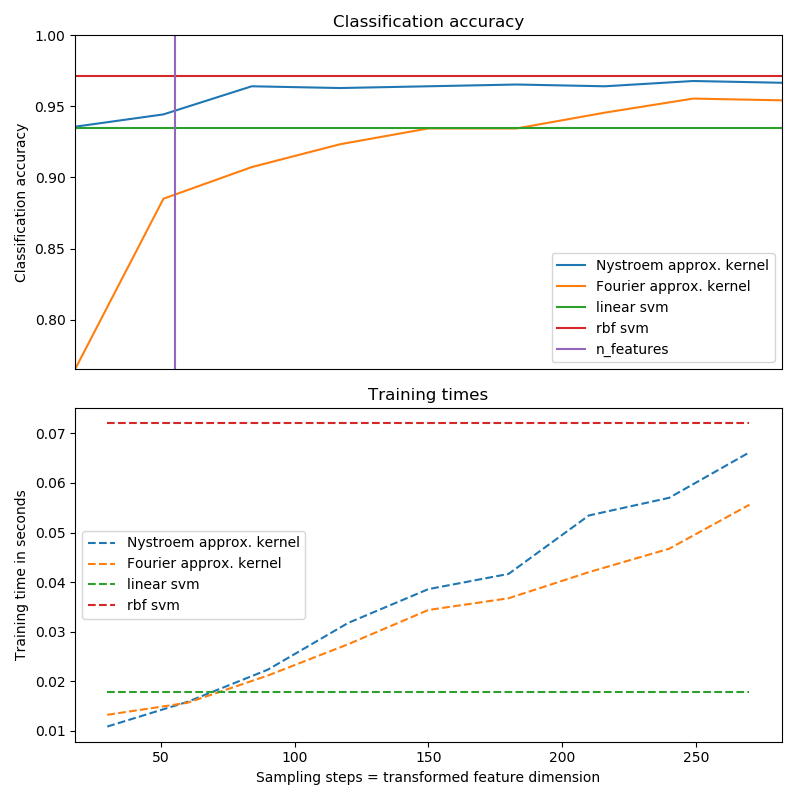 Classification accuracy
Classification accuracy
1.00
0.95
0.90
0.85
0.80
Nystroem approx. kernel
Fourier approx. kernel
linear svm
rbf svm
n_features
Training times
Training time in seconds
0.07
0.06
0.05
0.04
0.03
0.02
0.01
Nystroem approx. kernel
Fourier approx. kernel
linear svm
rbf svm
50 100 150 200 250
Sampling steps = transformed feature dimension